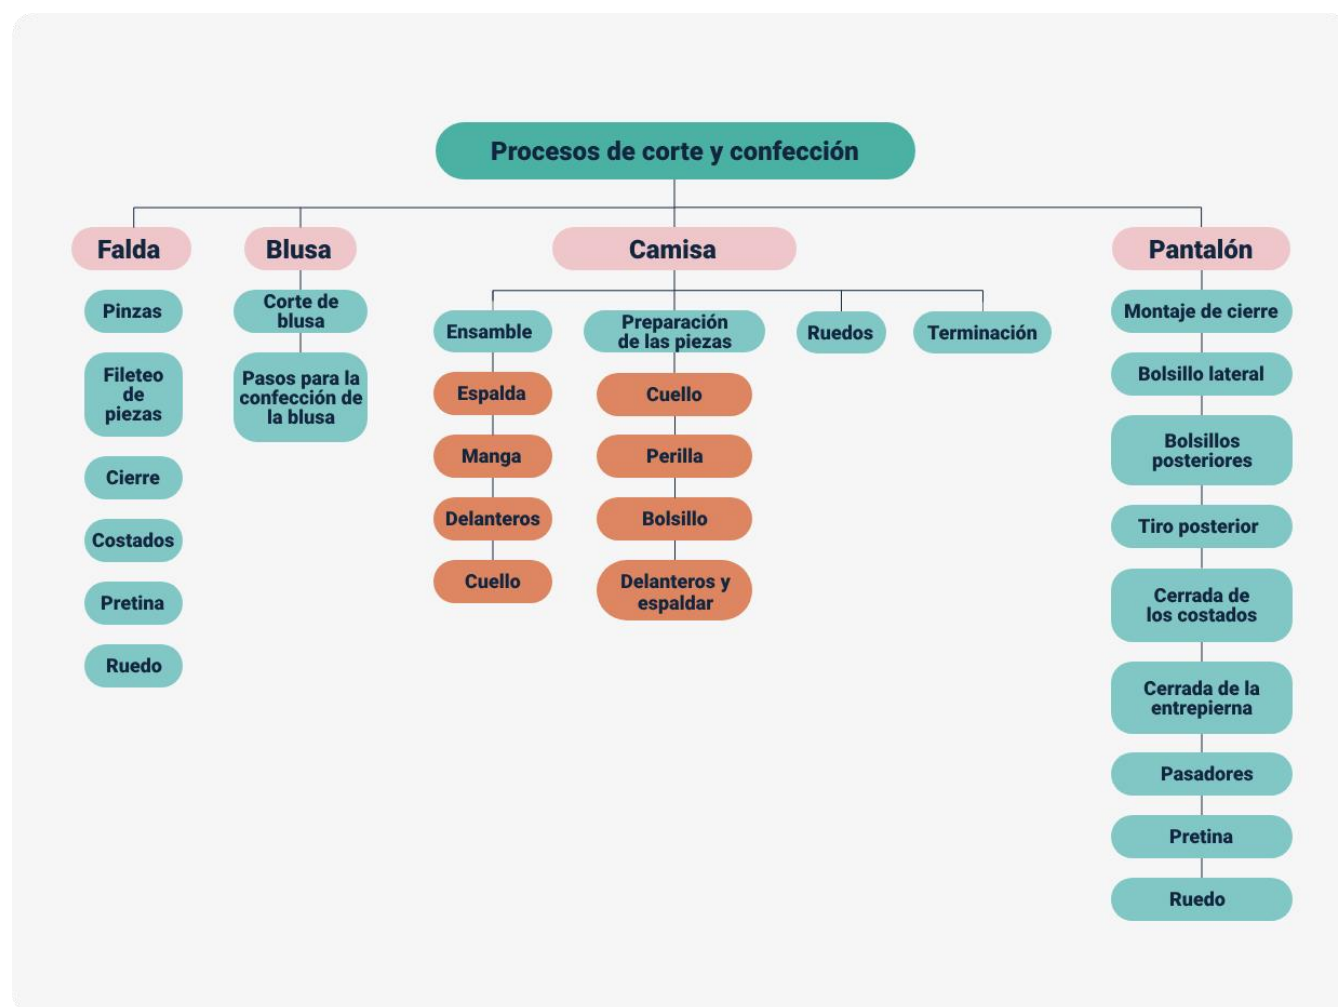 Procesos de corte y confección
Falda
Pinzas
Fileteo
de
piezas
Cierre
Costados
Pretina
Ruedo
Blusa
Corte de
blusa
Pasos para la
confección de
la blusa
Camisa
Ensamble
Espalda
Manga
Delanteros
Cuello
Preparación
de las piezas
Cuello
Perilla
Bolsillo
Delanteros y
espaldar
Ruedos
Terminación
Pantalón
Montaje de cierre
Bolsillo lateral
Bolsillos
posteriores
Tiro posterior
Cerrada de
los costados
Cerrada de la
entrepierna
Pasadores
Pretina
Ruedo